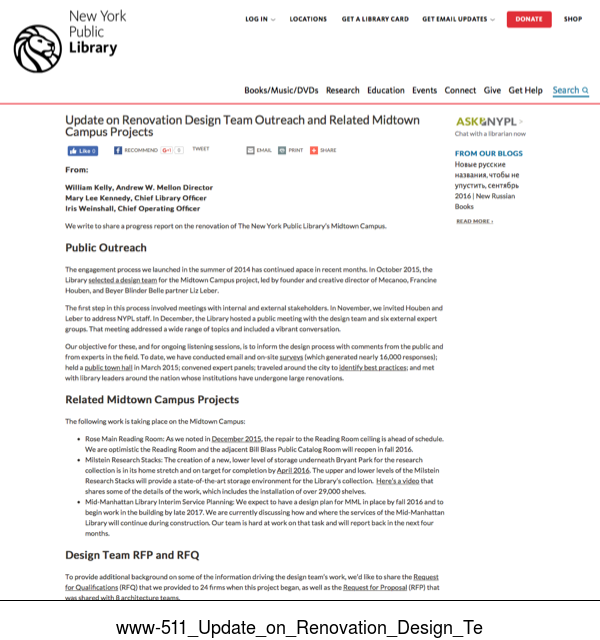 New York
Public
Library
LOG IN LOCATIONS GET A LIBRARY CARD GET EMAIL UPDATES DONATE SHOP
Books/Music/DVDs Research Education Events Connect Give Get Help Search
Update on Renovation Design Team Outreach and Related Midtown
Campus Projects
Like 0 RECOMMEND G+1 0 TWEET EMAIL PRINT SHARE
From:
William Kelly, Andrew W. Mellon Director
Mary Lee Kennedy, Chief Library Officer
Iris Weinshall, Chief Operating Officer
We write to share a progress report on the renovation of The New York Public Library's Midtown Campus.
Public Outreach
The engagement process we launched in the summer of 2014 has continued apace in recent months. In October 2015, the
Library selected a design team for the Midtown Campus project, led by founder and creative director of Mecanoo, Francine
Houben, and Beyer Blinder Belle partner Liz Leber.
The first step in this process involved meetings with internal and external stakeholders. In November, we invited Houben and
Leber to address NYPL staff. In December, the Library hosted a public meeting with the design team and six external expert
groups. That meeting addressed a wide range of topics and included a vibrant conversation.
Our objective for these, and for ongoing listening sessions, is to inform the design process with comments from the public and
from experts in the field. To date, we have conducted email and on-site surveys (which generated nearly 16,000 responses);
held a public town hall in March 2015; convened expert panels; traveled around the city to identify best practices; and met
with library leaders around the nation whose institutions have undergone large renovations.
Related Midtown Campus Projects
The following work is taking place on the Midtown Campus:
• Rose Main Reading Room: As we noted in December 2015, the repair to the Reading Room ceiling is ahead of schedule.
We are optimistic the Reading Room and the adjacent Bill Blass Public Catalog Room will reopen in fall 2016.
• Milstein Research Stacks: The creation of a new, lower level of storage underneath Bryant Park for the research
collection is in its home stretch and on target for completion by April 2016. The upper and lower levels of the Milstein
Research Stacks will provide a state-of-the-art storage environment for the Library's collection. Here's a video that
shares some of the details of the work, which includes the installation of over 29,000 shelves.
• Mid-Manhattan Library Interim Service Planning: We expect to have a design plan for MML in place by fall 2016 and to
begin work in the building by late 2017. We are currently discussing how and where the services of the Mid-Manhattan
Library will continue during construction. Our team is hard at work on that task and will report back in the next four
months.
Design Team RFP and RFQ
To provide additional background on some of the information driving the design team's work, we'd like to share the Request
for Qualifications (RFQ) that we provided to 24 firms when this project began, as well as the Request for Proposal (RFP) that
was shared with 8 architecture teams.
ASK NYPL
Chat with a librarian now
FROM OUR BLOGS
Новые русские
названия, чтобы не
упустить, сентябрь
2016 | New Russian
Books
READ MORE ›
www-511_Update_on_Renovation_Design_Te